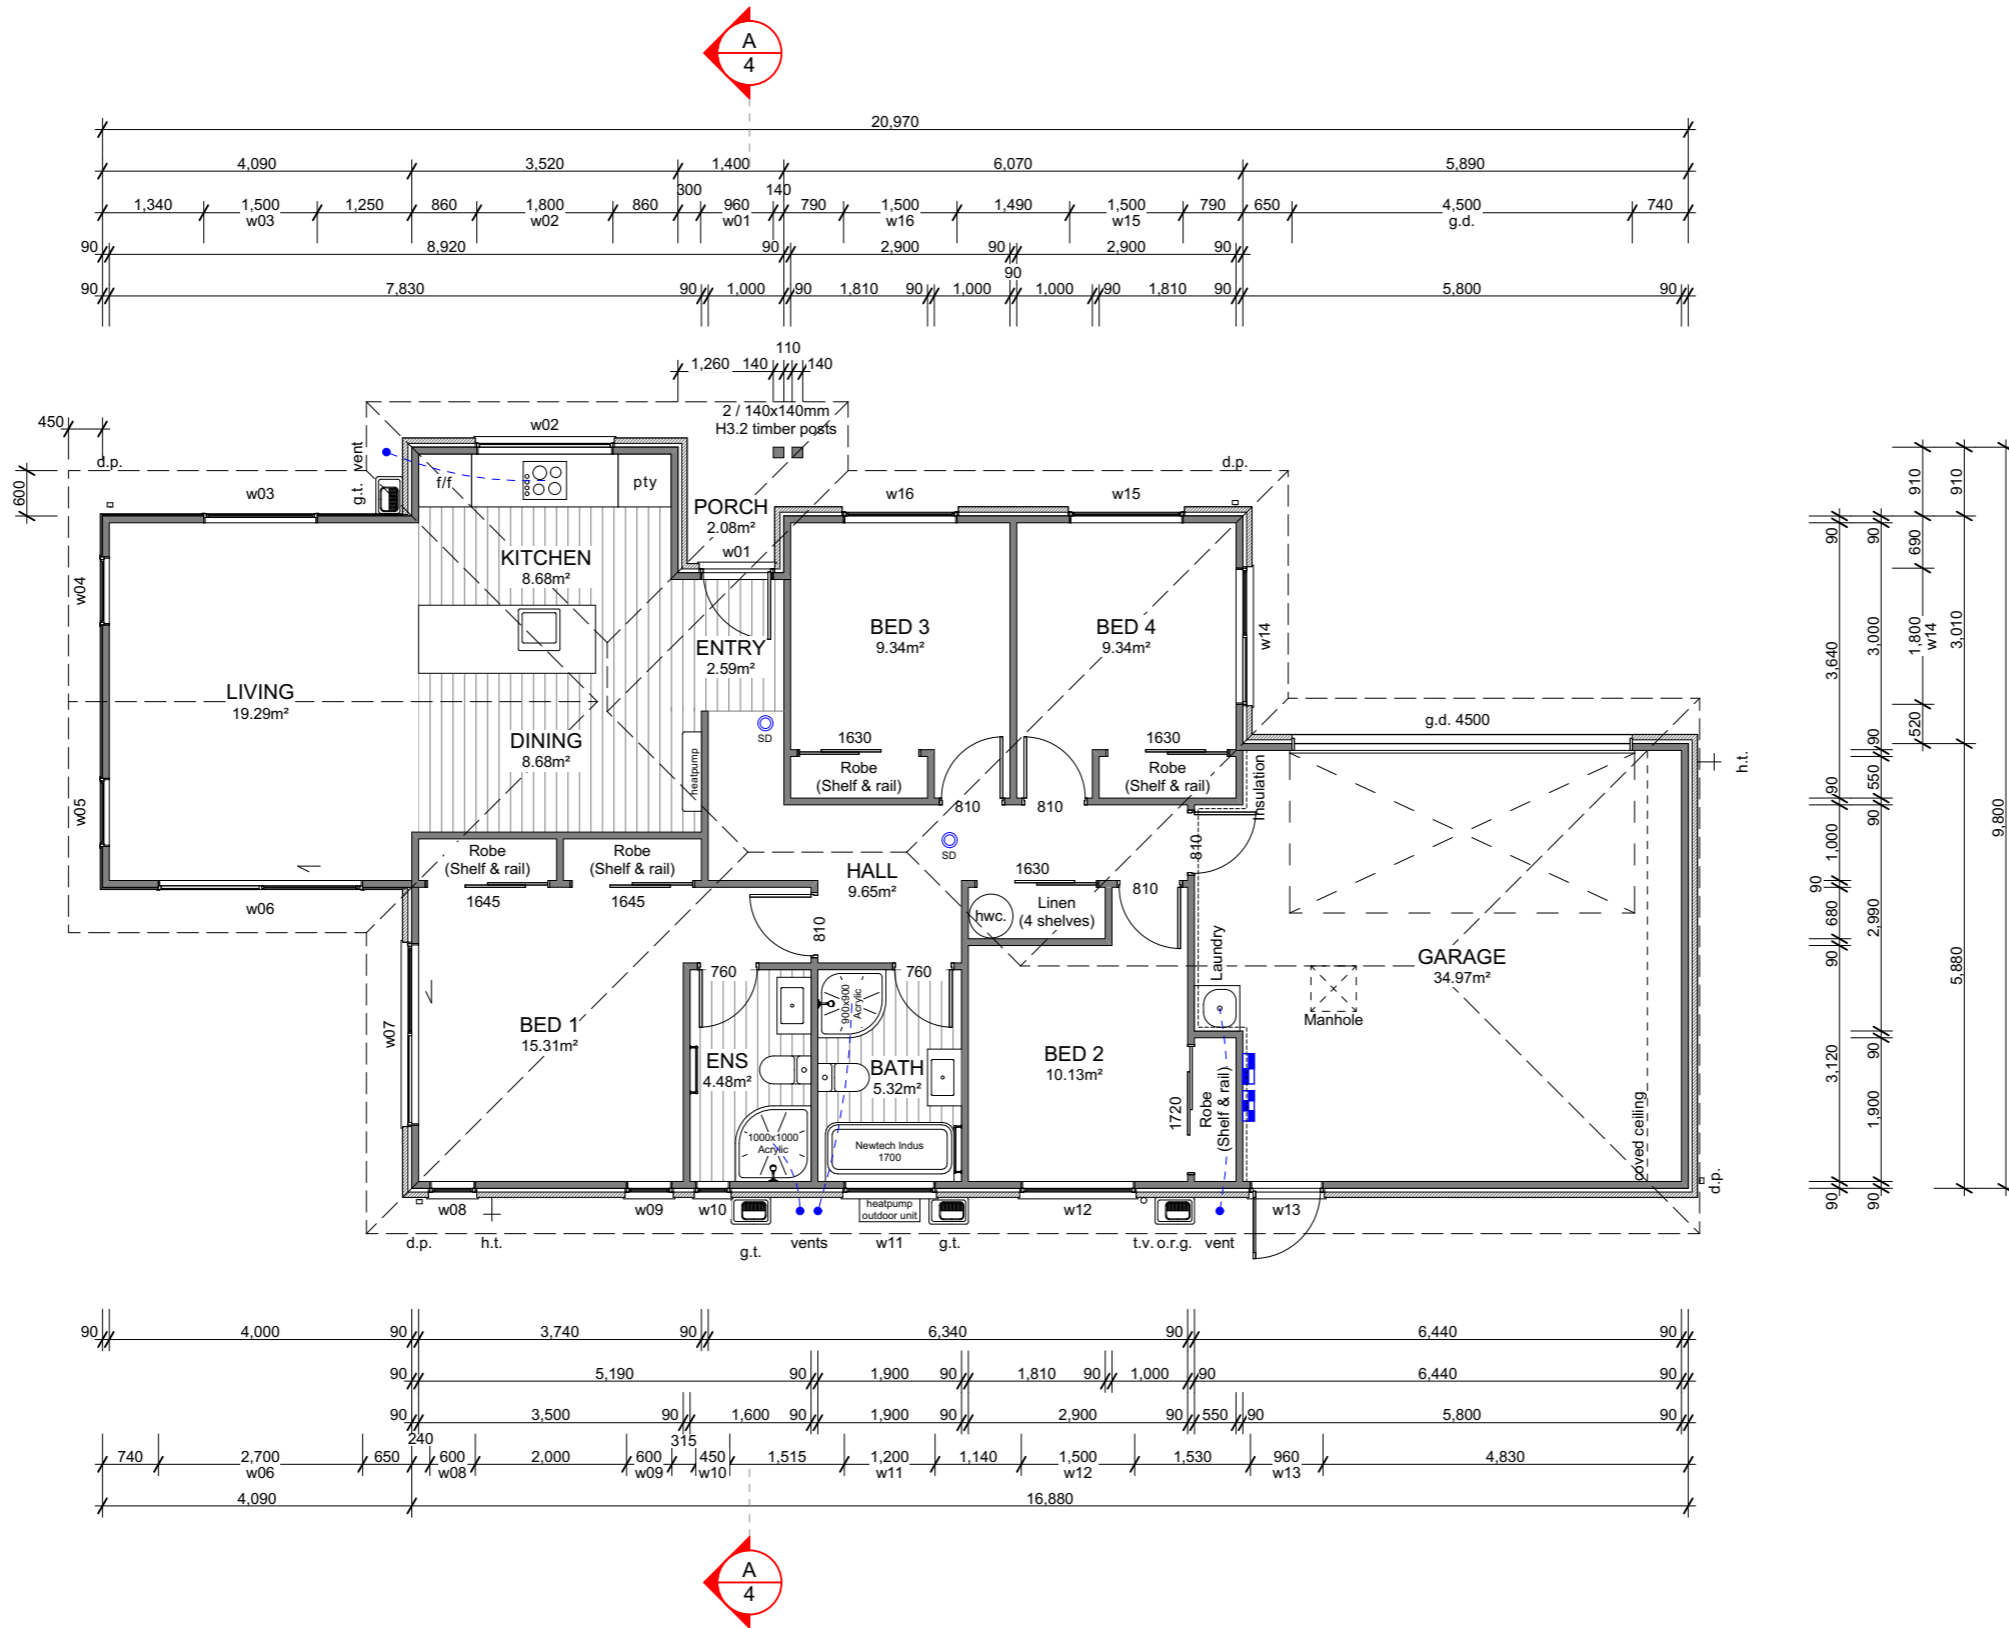 A
4
20,970
4,090 3,520 1,400 6,070 5,890
300 140
1,340 1,500 1,250 860 1,800 860 960 790 1,500 1,490 1,500 790 650 4,500 740
w03 w02 w01 w16 w15 g.d.
90 8,920 90 2,900 90 2,900 90
90
90 7,830 90 1,000 90 1,810 90 1,000 1,000 90 1,810 90 5,800 90
110
1,260 140 140
2 / 140x140mm
H3.2 timber posts
450
600
d.p.
w03
g.t. vent
w02
f/f
pty
PORCH
2.08m²
w01
w16
w15
d.p.
KITCHEN
8.68m²
w04
w05
LIVING
19.29m²
ENTRY
2.59m²
DINING
8.68m²
heatpump
SD
BED 3
9.34m²
BED 4
9.34m²
w14
1630
Robe
(Shelf & rail)
1630
Robe
(Shelf & rail)
810
810
g.d. 4500
Insulation
h.t.
810
SD
HALL
9.65m²
Robe
(Shelf & rail)
Robe
(Shelf & rail)
1645
1645
w06
w07
810
1630
hwc.
Linen
(4 shelves)
810
Laundry
GARAGE
34.97m²
Manhole
coved ceiling
d.p.
BED 1
15.31m²
760
760
ENS
4.48m²
900x900
Acrylic
BATH
5.32m²
1000x1000
Acrylic
Newtech Indus
1700
BED 2
10.13m²
1720
Robe
(Shelf & rail)
w08
w09
w10
heatpump
outdoor unit
w12
w13
d.p.
h.t.
g.t.
vents
w11
g.t.
t.v. o.r.g.
vent
90 3,640 90 1,000 90 680 90 3,120 90
90 3,000 90 550 90 2,990 90 1,900 90
910 690 1,800 w14 520
910 3,010 5,880
9,800
90 4,000 90 3,740 90 6,340 90 6,440 90
90 5,190 90 1,900 90 1,810 90 1,000 90 6,440 90
90 3,500 90 1,600 90 1,900 90 2,900 90 550 90 5,800 90
240 315
740 2,700 650 600 2,000 600 450 1,515 1,200 1,140 1,500 1,530 960 4,830
w06 w08 w09 w10 w11 w12 w13
4,090 16,880
A
4